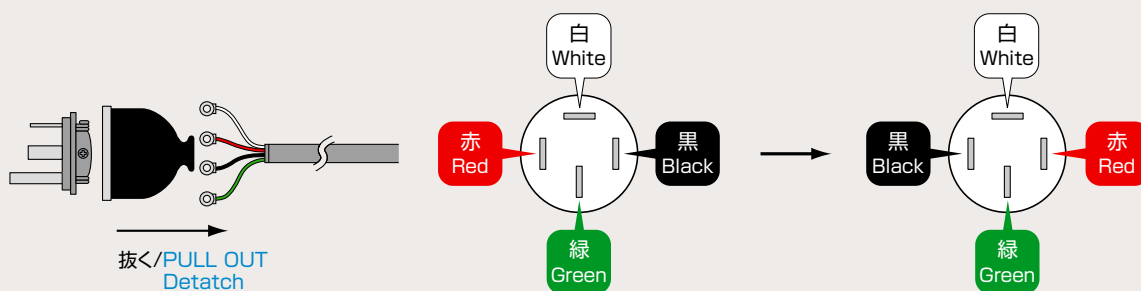 白
White
赤
Red
黒
Black
緑
Green
白
White
黒
Black
赤
Red
緑
Green
抜く/PULL OUT
Detatch